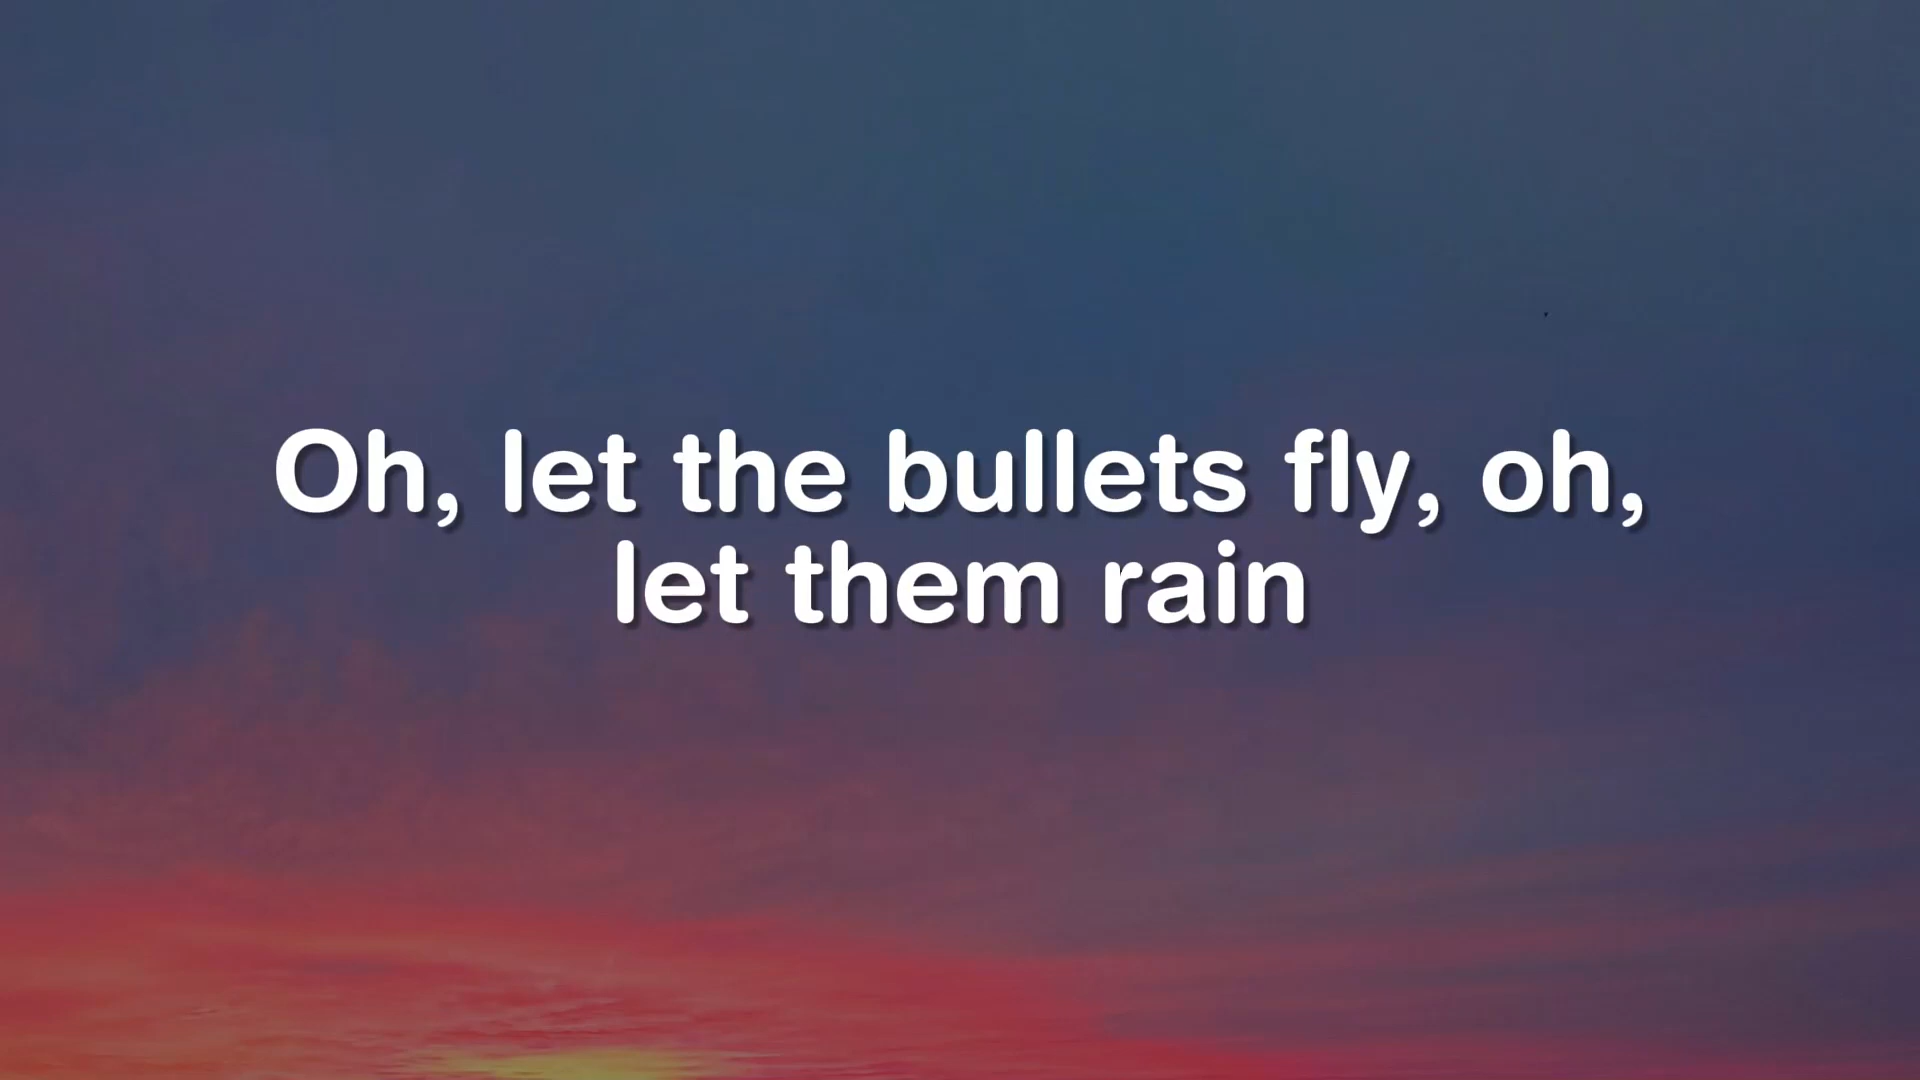 Oh, let the bullets fly, oh,
let them rain